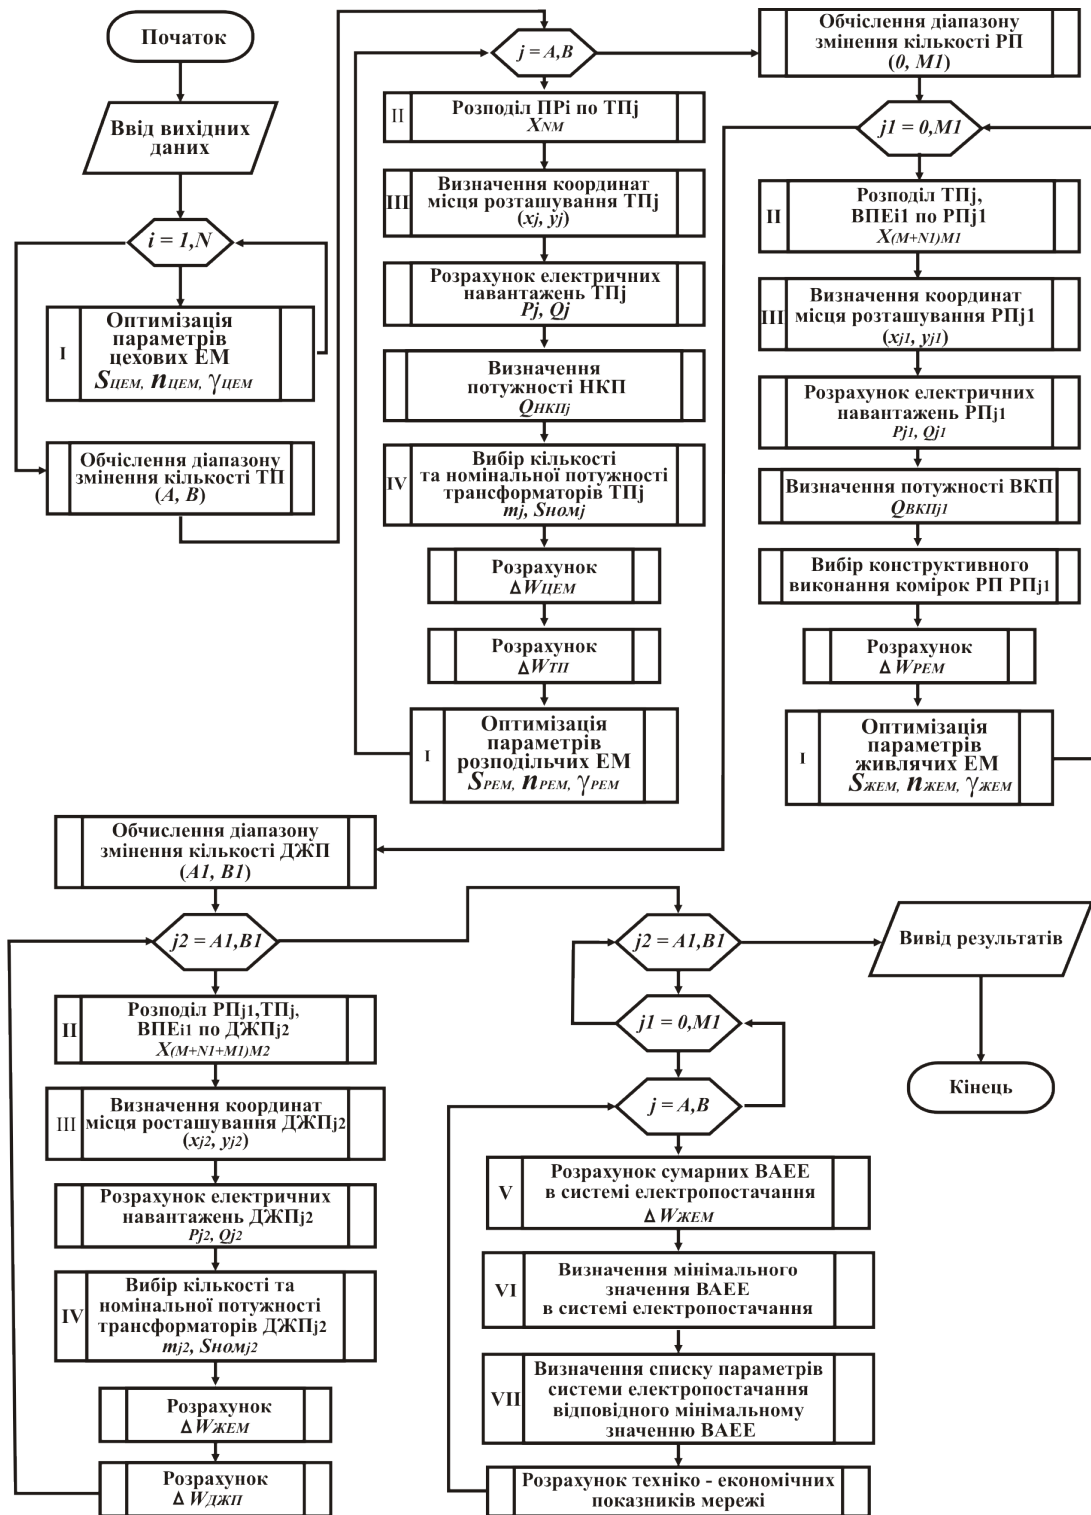 Початок
Ввід вихідних
даних
i = 1,N
I
Оптимізація
параметрів
цехових ЕМ
SЦЕМ, nЦЕМ, γЦЕМ
Обчіслення діапазону
змінення кількості ТП
(A, B)
j = A,B
II
Розподіл ПРi по ТПj
XNM
III
Визначення координат
місця розташування ТПj
(xj, yj)
Розрахунок електричних
навантажень ТПj
Pj, Qj
Визначення
потужності НКП
QНКПj
IV
Вибір кількості
та номінальної потужності
трансформаторів ТПj
mj, Sномj
Розрахунок
ΔWЦЕМ
Розрахунок
ΔWТП
I
Оптимізація
параметрів
розподільчих ЕМ
SРЕМ, nРЕМ, γРЕМ
Обчіслення діапазону
змінення кількості РП
(0, M1)
j1 = 0,M1
II
Розподіл ТПj,
ВПЕi1 по РПj1
X(M+N1)M1
III
Визначення координат
місця розташування РПj1
(xj1, yj1)
Розрахунок електричних
навантажень РПj1
Pj1, Qj1
Визначення потужності ВКП
QВКПj1
Вибір конструктивного
виконання комірок РП РПj1
Розрахунок
ΔWРЕМ
I
Оптимізація
параметрів
живлячих ЕМ
SЖЕМ, nЖЕМ, γЖЕМ
Обчислення діапазону
змінення кількості ДЖП
(A1, B1)
j2 = A1,B1
II
Розподіл РПj1,ТПj,
ВПЕi1 по ДЖПj2
X(M+N1+M1)M2
III
Визначення координат
місця росташування ДЖПj2
(xj2, yj2)
Розрахунок електричних
навантажень ДЖПj2
Pj2, Qj2
IV
Вибір кількості та
номінальної потужності
трансформаторів ДЖПj2
mj2, Sномj2
Розрахунок
ΔWЖЕМ
Розрахунок
ΔWДЖП
j2 = A1,B1
j1 = 0,M1
j = A,B
V
Розрахунок сумарних ВАЕЕ
в системі електропостачання
ΔWЖЕМ
VI
Визначення мінімального
значення ВАЕЕ
в системі електропостачання
VII
Визначення списку параметрів
системи електропостачання
відповідного мінімальному
значенню ВАЕЕ
Розрахунок техніко - економічних
показників мережі
Вивід результатів
Кінець